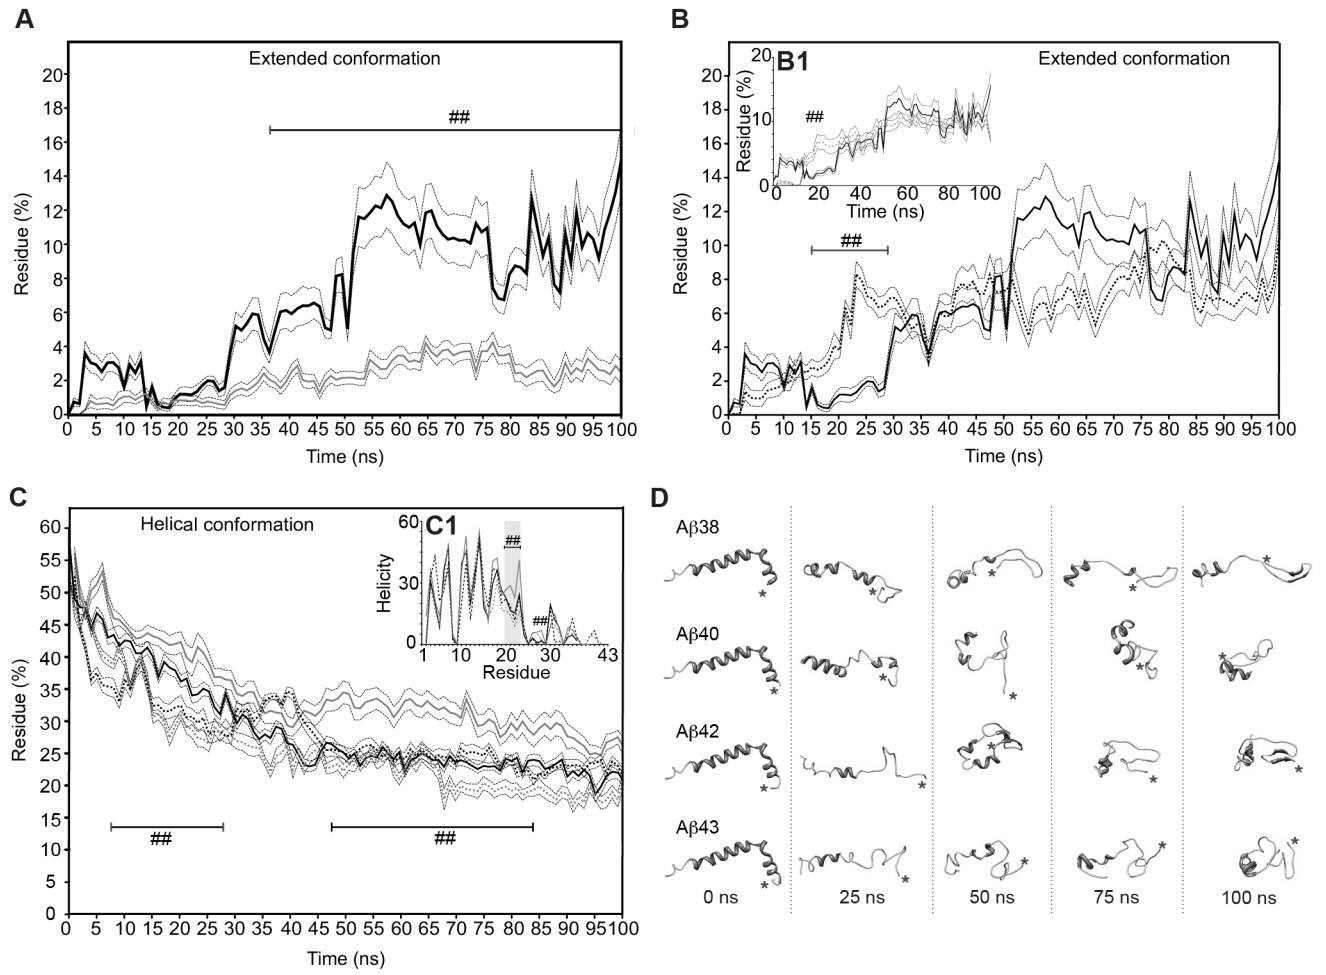 A
Extended conformation
##
20
18
16
14
12
10
8
6
4
2
0
Residue (%)
0 5 10 15 20 25 30 35 40 45 50 55 60 65 70 75 80 85 90 95 100
Time (ns)
B
Extended conformation
B1
20
10
0
Residue (%)
##
0 20 40 60 80 100
Time (ns)
##
20
18
16
14
12
10
8
6
4
2
0
Residue (%)
0 5 10 15 20 25 30 35 40 45 50 55 60 65 70 75 80 85 90 95 100
Time (ns)
C
Helical conformation
C1
60
30
0
Helicity
##
##
1 10 20 30 43
Residue
60
55
50
45
40
35
30
25
20
15
10
5
0
Residue (%)
## ##
0 5 10 15 20 25 30 35 40 45 50 55 60 65 70 75 80 85 90 95 100
Time (ns)
D
Aβ38
* * * * *
Aβ40
* * * * *
Aβ42
* * * * *
Aβ43
* * * * *
0 ns 25 ns 50 ns 75 ns 100 ns